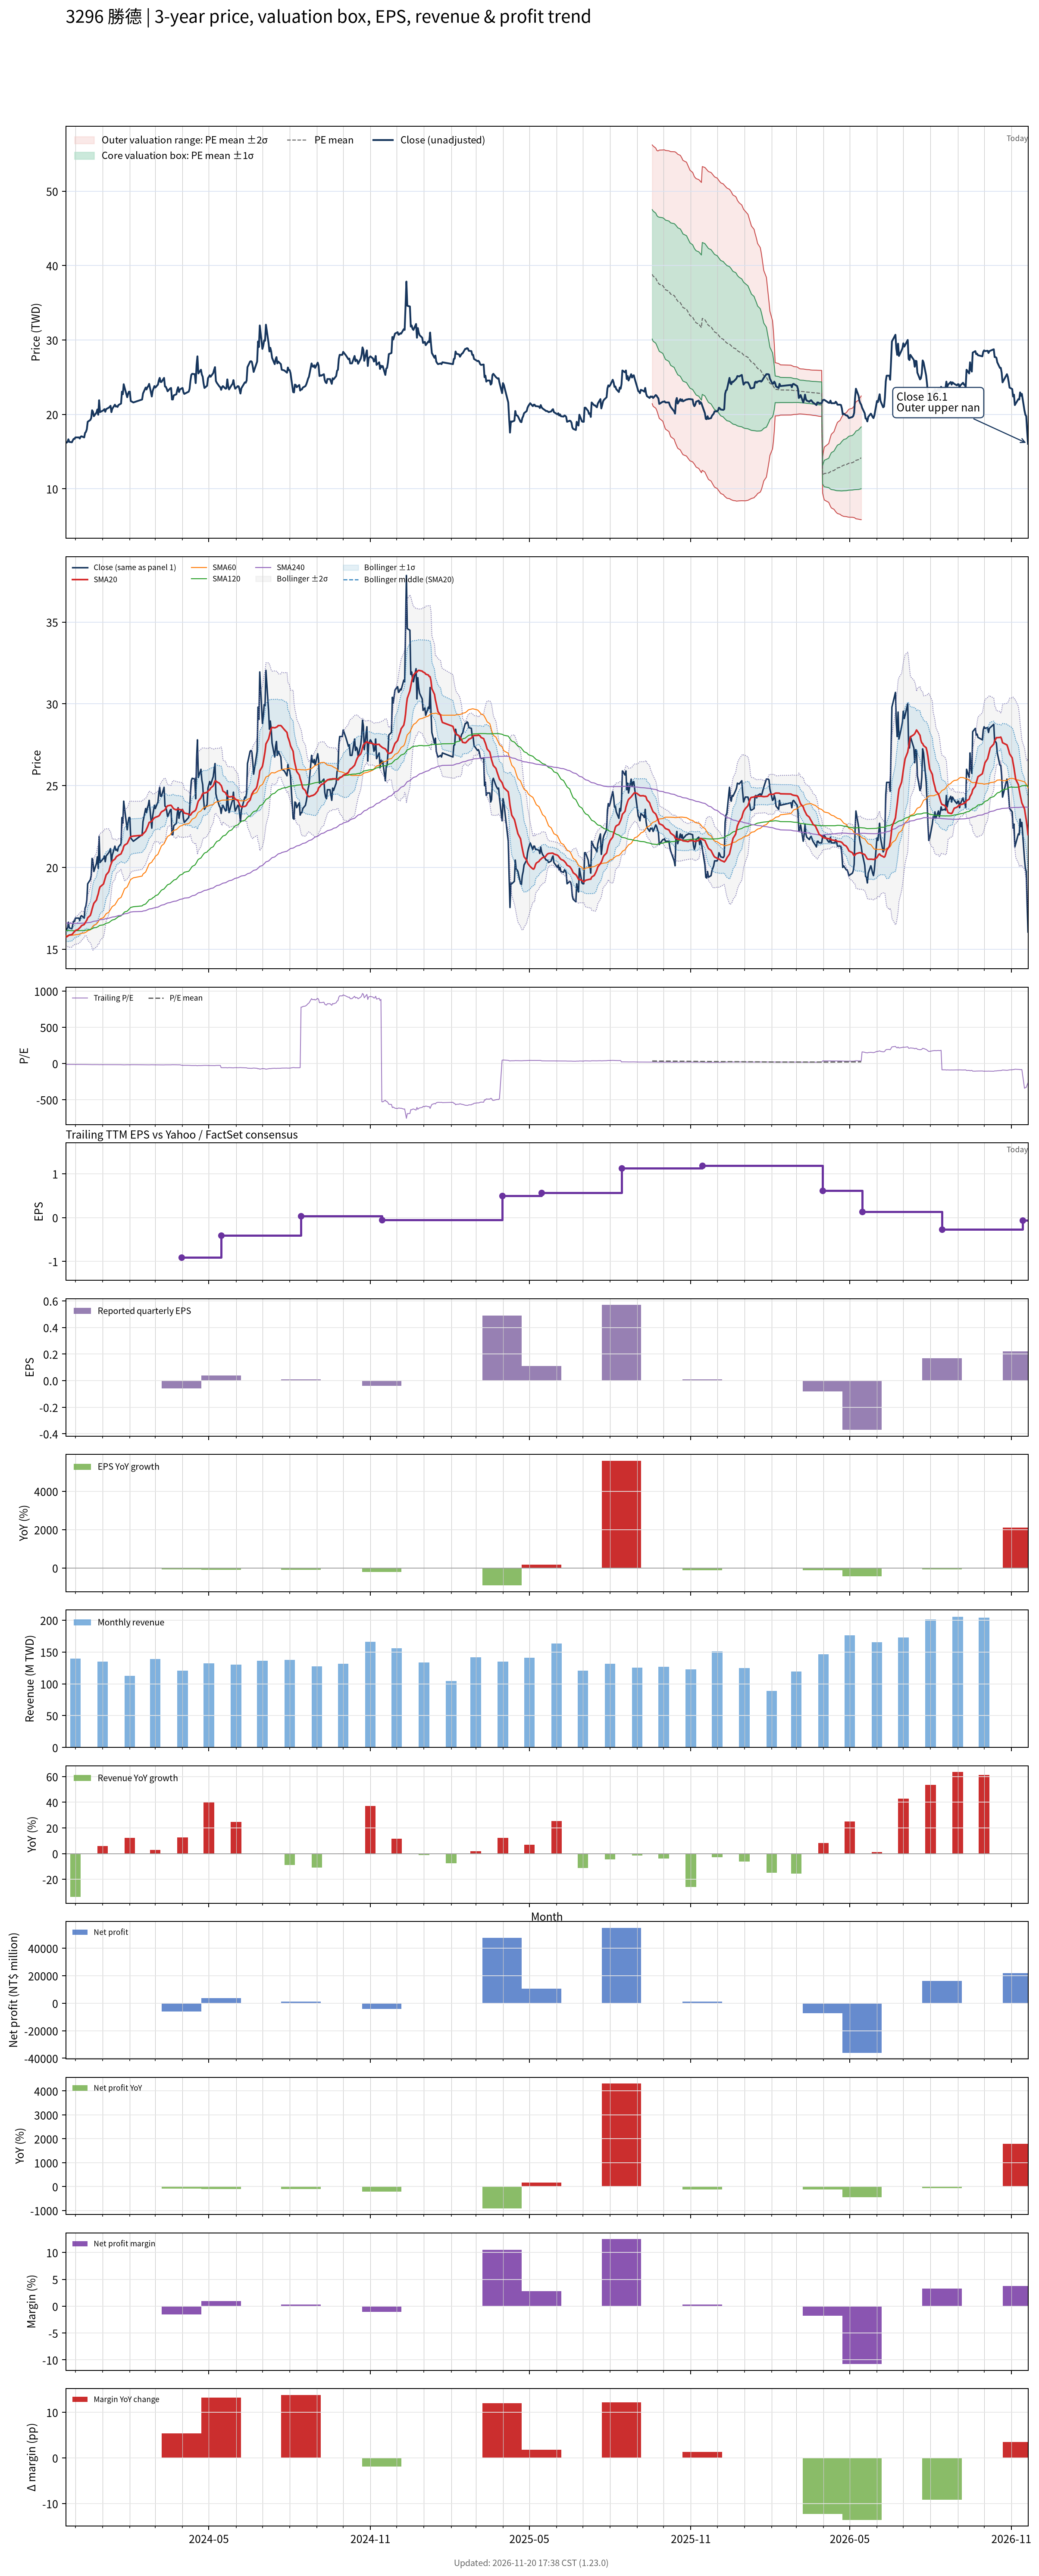 3296 勝德 | 3-year price, valuation box, EPS, revenue & profit trend
Outer valuation range: PE mean ±2σ
PE mean
Close (unadjusted)
Core valuation box: PE mean ±1σ
Today
50
40
30
20
10
Price (TWD)
Close 16.1
Outer upper nan
Close (same as panel 1)
SMA60
SMA240
Bollinger ±1σ
SMA20
SMA120
Bollinger ±2σ
Bollinger middle (SMA20)
35
30
25
20
15
Price
Trailing P/E
P/E mean
1000
500
0
-500
P/E
Trailing TTM EPS vs Yahoo / FactSet consensus
Today
1
0
-1
EPS
Reported quarterly EPS
0.6
0.4
0.2
0.0
-0.2
-0.4
EPS
EPS YoY growth
4000
2000
0
YoY (%)
Monthly revenue
200
150
100
50
0
Revenue (M TWD)
Revenue YoY growth
60
40
20
0
-20
YoY (%)
Month
Net profit
40000
20000
0
-20000
-40000
Net profit (NT$ million)
Net profit YoY
4000
3000
2000
1000
0
-1000
YoY (%)
Net profit margin
10
5
0
-5
-10
Margin (%)
Margin YoY change
10
0
-10
Δ margin (pp)
2024-05
2024-11
2025-05
2025-11
2026-05
2026-11
Updated: 2026-11-20 17:38 CST (1.23.0)